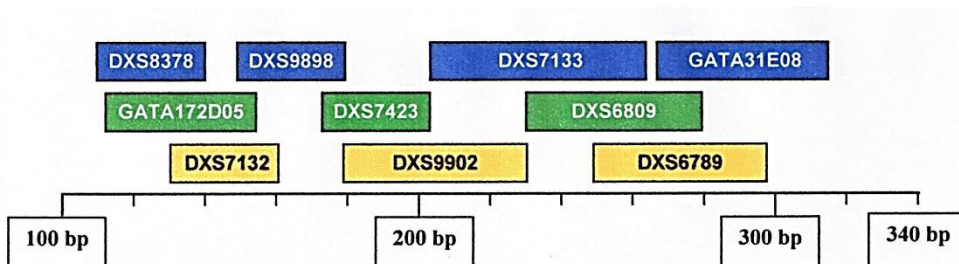 DXS8378 DXS9898 DXS7133 GATA31E08
GATA172D05 DXS7423 DXS6809
DXS7132 DXS9902 DXS6789
100 bp 200 bp 300 bp 340 bp